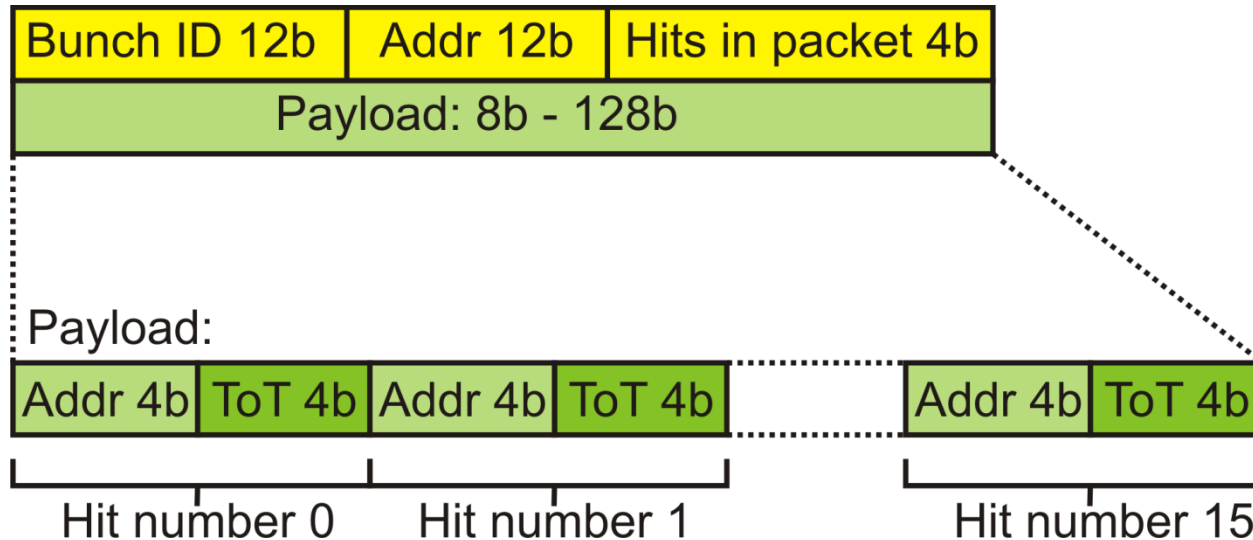 Bunch ID 12b Addr 12b Hits in packet 4b
Payload: 8b - 128b
Payload:
Addr 4b ToT 4b Addr 4b ToT 4b Addr 4b ToT 4b
Hit number 0 Hit number 1 Hit number 15